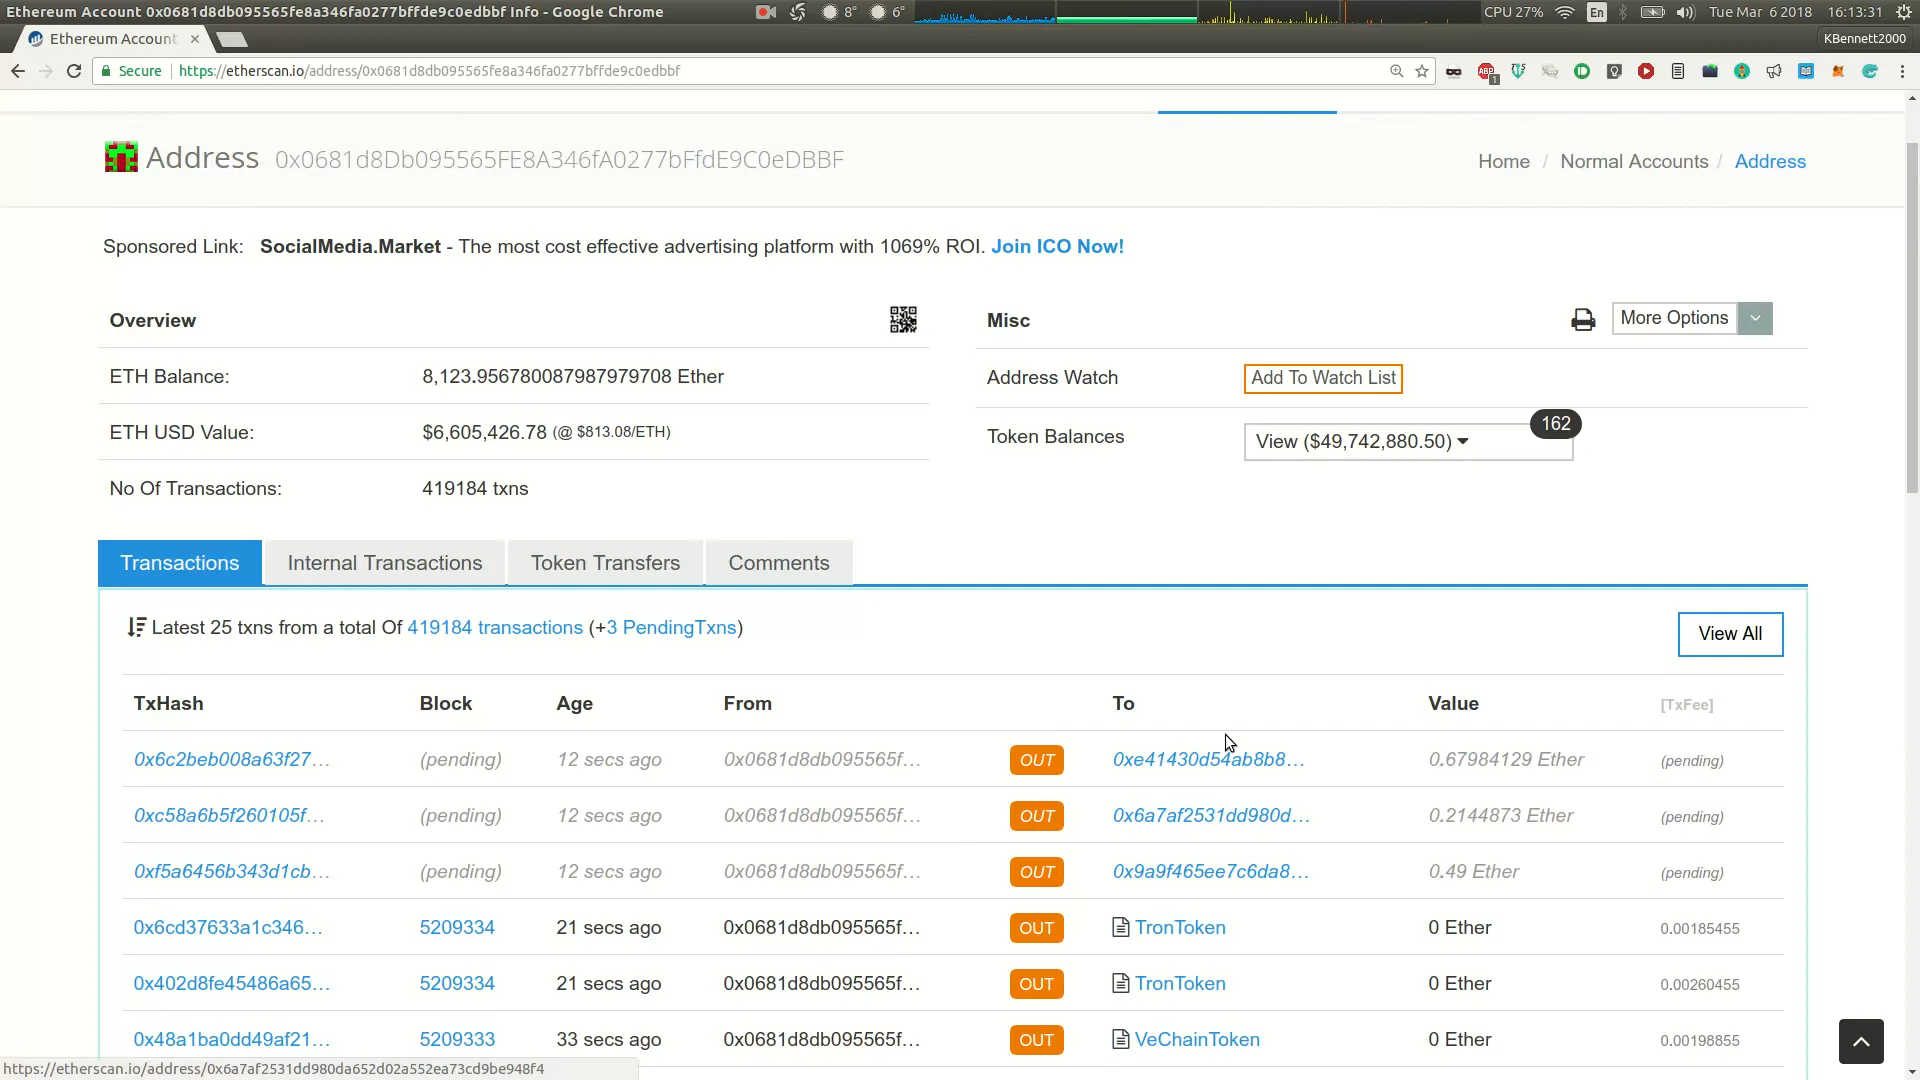 Ethereum Account 0x0681d8db095565fe8a346fa0277bffde9c0edbbf Info - Google Chrome 8° 6° CPU 27% En Tue Mar 6 2018 16:13:31
Ethereum Account KBennett2000
Secure https://etherscan.io/address/0x0681d8db095565fe8a346fa0277bffde9c0edbbf ABP 1
Address 0x0681d8Db095565FE8A346fA0277bFfdE9C0eDBBF Home / Normal Accounts / Address
Sponsored Link: SocialMedia.Market - The most cost effective advertising platform with 1069% ROI. Join ICO Now!
Overview Misc More Options
ETH Balance: 8,123.956780087987979708 Ether Address Watch Add To Watch List
ETH USD Value: $6,605,426.78 (@ $813.08/ETH) Token Balances View ($49,742,880.50) 162
No Of Transactions: 419184 txns
Transactions Internal Transactions Token Transfers Comments
Latest 25 txns from a total Of 419184 transactions (+3 PendingTxns) View All
TxHash Block Age From To Value [TxFee]
0x6c2beb008a63f27... (pending) 12 secs ago 0x0681d8db095565f... OUT 0xe41430d54ab8b8... 0.67984129 Ether (pending)
0xc58a6b5f260105f... (pending) 12 secs ago 0x0681d8db095565f... OUT 0x6a7af2531dd980d... 0.2144873 Ether (pending)
0xf5a6456b343d1cb... (pending) 12 secs ago 0x0681d8db095565f... OUT 0x9a9f465ee7c6da8... 0.49 Ether (pending)
0x6cd37633a1c346... 5209334 21 secs ago 0x0681d8db095565f... OUT TronToken 0 Ether 0.00185455
0x402d8fe45486a65... 5209334 21 secs ago 0x0681d8db095565f... OUT TronToken 0 Ether 0.00260455
0x48a1ba0dd49af21... 5209333 33 secs ago 0x0681d8db095565f... OUT VeChainToken 0 Ether 0.00198855
https://etherscan.io/address/0x6a7af2531dd980da652d02a552ea73cd9be948f4